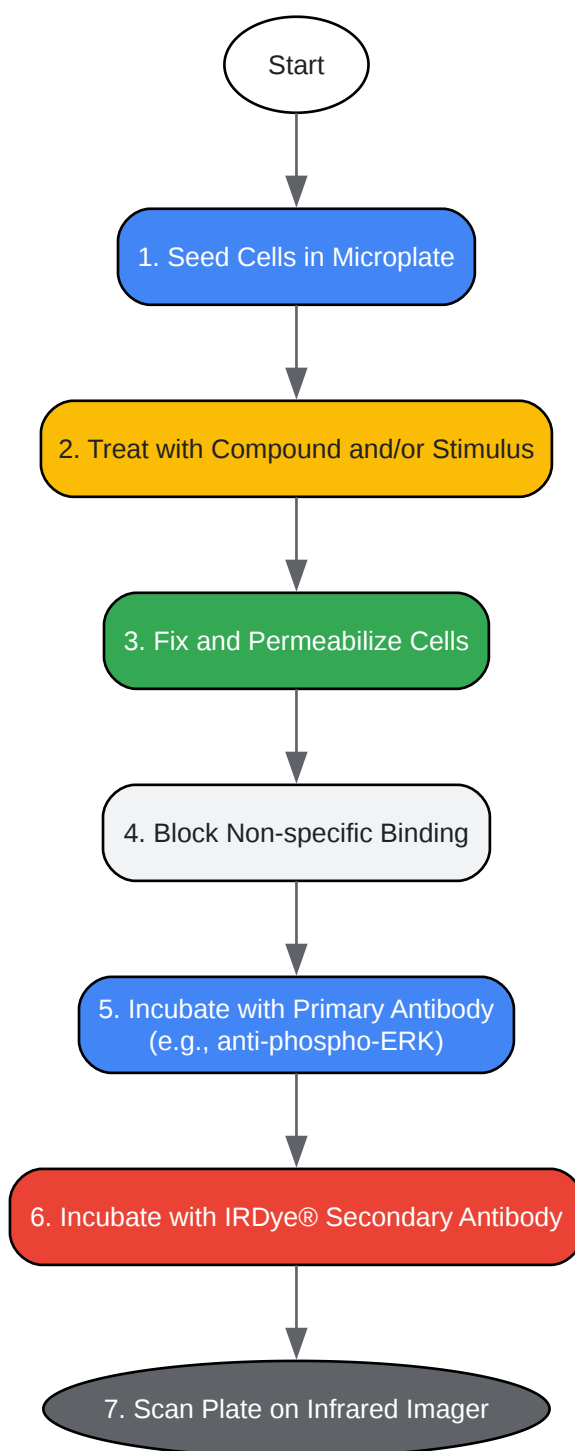 Start
1. Seed Cells in Microplate
2. Treat with Compound and/or Stimulus
3. Fix and Permeabilize Cells
4. Block Non-specific Binding
5. Incubate with Primary Antibody
(e.g., anti-phospho-ERK)
6. Incubate with IRDye® Secondary Antibody
7. Scan Plate on Infrared Imager